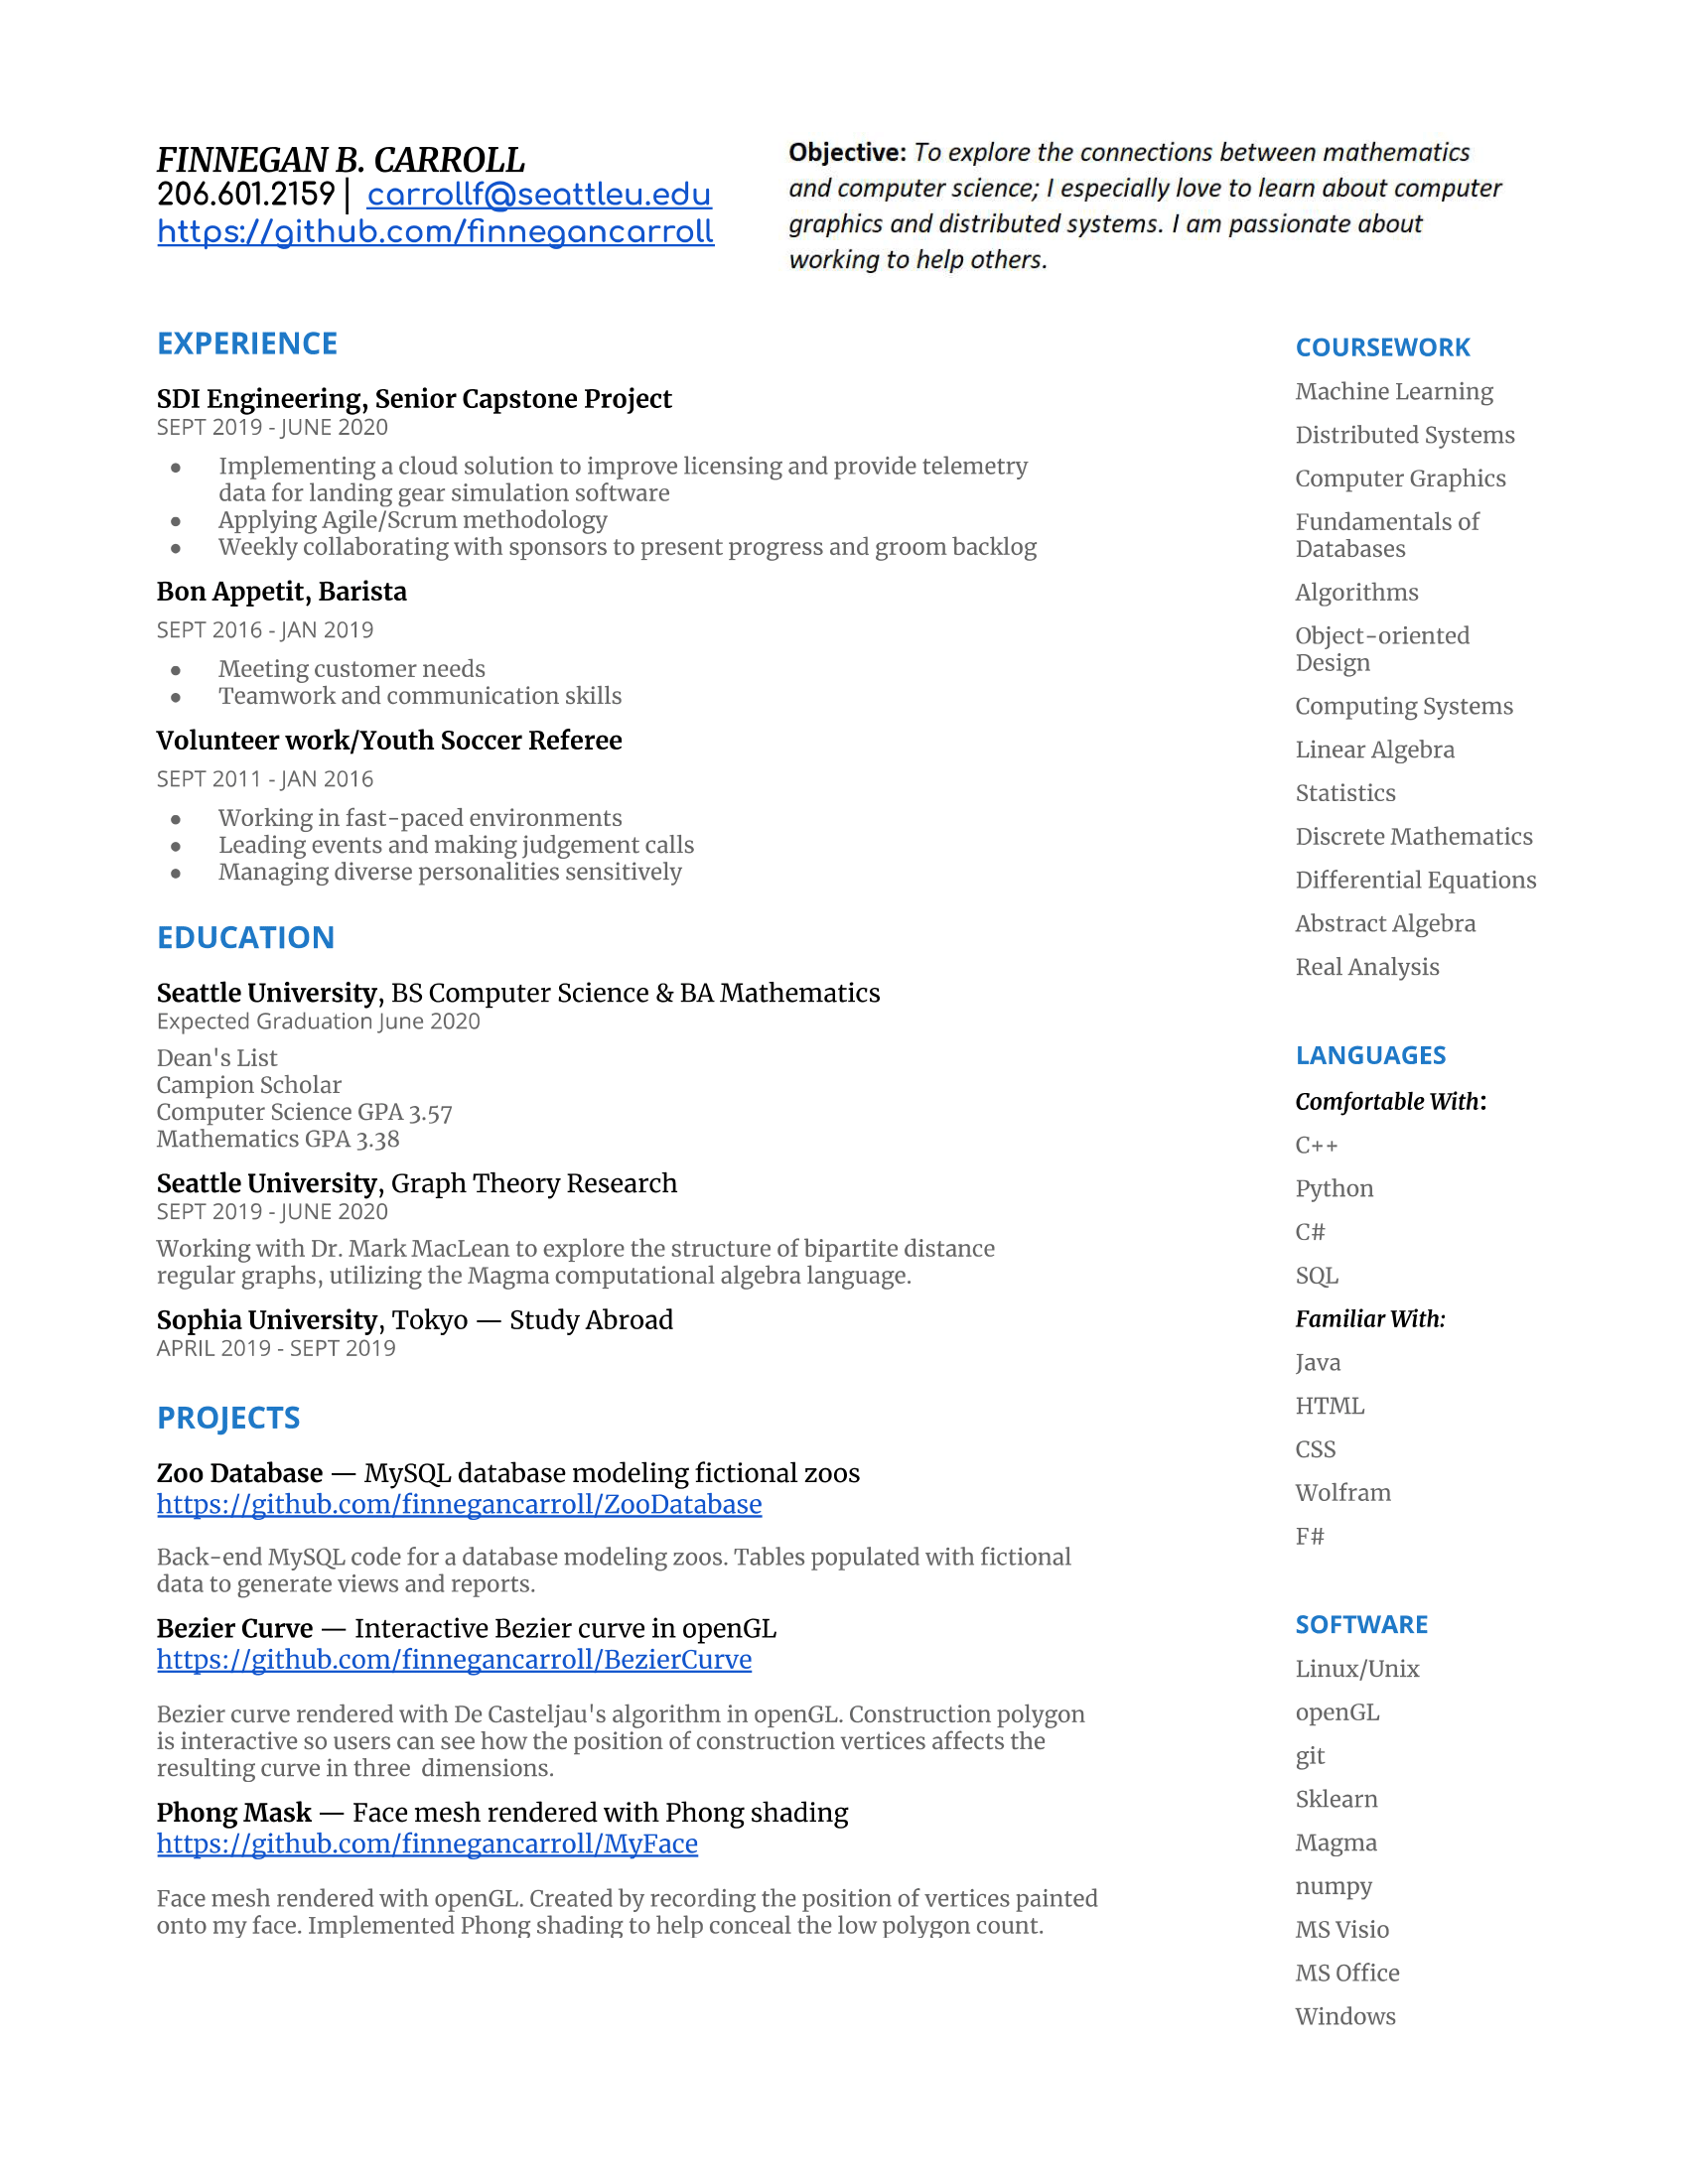 FINNEGAN B. CARROLL
206.601.2159 | carrollf@seattleu.edu
https://github.com/finnegancarroll
Objective: To explore the connections between mathematics
and computer science; I especially love to learn about computer
graphics and distributed systems. I am passionate about
working to help others.
EXPERIENCE
SDI Engineering, Senior Capstone Project
SEPT 2019 - JUNE 2020
● Implementing a cloud solution to improve licensing and provide telemetry
data for landing gear simulation software
● Applying Agile/Scrum methodology
● Weekly collaborating with sponsors to present progress and groom backlog
Bon Appetit, Barista
SEPT 2016 - JAN 2019
● Meeting customer needs
● Teamwork and communication skills
Volunteer work/Youth Soccer Referee
SEPT 2011 - JAN 2016
● Working in fast-paced environments
● Leading events and making judgement calls
● Managing diverse personalities sensitively
EDUCATION
Seattle University, BS Computer Science & BA Mathematics
Expected Graduation June 2020
Dean's List
Campion Scholar
Computer Science GPA 3.57
Mathematics GPA 3.38
Seattle University, Graph Theory Research
SEPT 2019 - JUNE 2020
Working with Dr. Mark MacLean to explore the structure of bipartite distance
regular graphs, utilizing the Magma computational algebra language.
Sophia University, Tokyo — Study Abroad
APRIL 2019 - SEPT 2019
PROJECTS
Zoo Database — MySQL database modeling fictional zoos
https://github.com/finnegancarroll/ZooDatabase
Back-end MySQL code for a database modeling zoos. Tables populated with fictional
data to generate views and reports.
Bezier Curve — Interactive Bezier curve in openGL
https://github.com/finnegancarroll/BezierCurve
Bezier curve rendered with De Casteljau's algorithm in openGL. Construction polygon
is interactive so users can see how the position of construction vertices affects the
resulting curve in three dimensions.
Phong Mask — Face mesh rendered with Phong shading
https://github.com/finnegancarroll/MyFace
Face mesh rendered with openGL. Created by recording the position of vertices painted
onto my face. Implemented Phong shading to help conceal the low polygon count.
COURSEWORK
Machine Learning
Distributed Systems
Computer Graphics
Fundamentals of
Databases
Algorithms
Object-oriented
Design
Computing Systems
Linear Algebra
Statistics
Discrete Mathematics
Differential Equations
Abstract Algebra
Real Analysis
LANGUAGES
Comfortable With:
C++
Python
C#
SQL
Familiar With:
Java
HTML
CSS
Wolfram
F#
SOFTWARE
Linux/Unix
openGL
git
Sklearn
Magma
numpy
MS Visio
MS Office
Windows